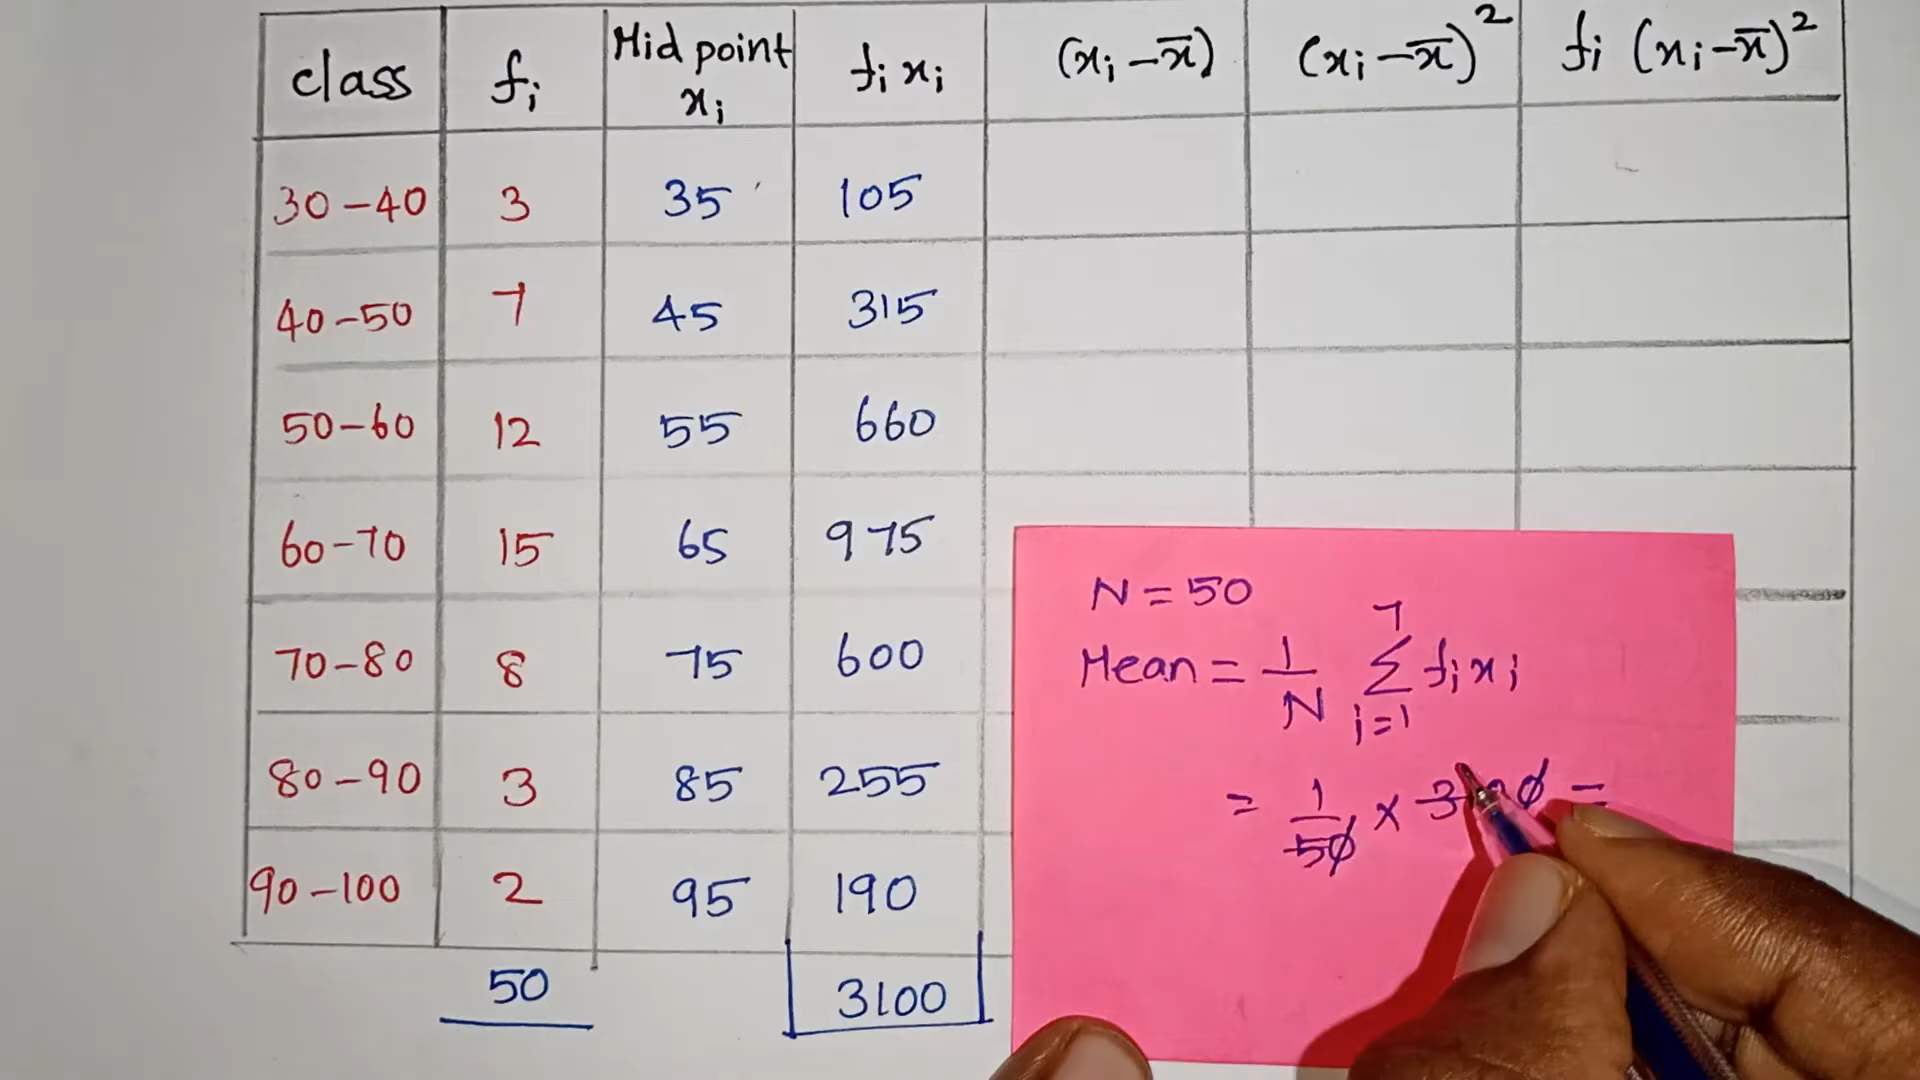 class fᵢ Mid point xᵢ fᵢ xᵢ (xᵢ – x̄) (xᵢ – x̄)² fᵢ (xᵢ – x̄)²
30 – 40 3 35 105
40 – 50 7 45 315
50 – 60 12 55 660
60 – 70 15 65 975
70 – 80 8 75 600
80 – 90 3 85 255
90 – 100 2 95 190
50 3100
N = 50
Mean = 1/N ⁷Σᵢ₌₁ fᵢ xᵢ
= 1/50 ×
=